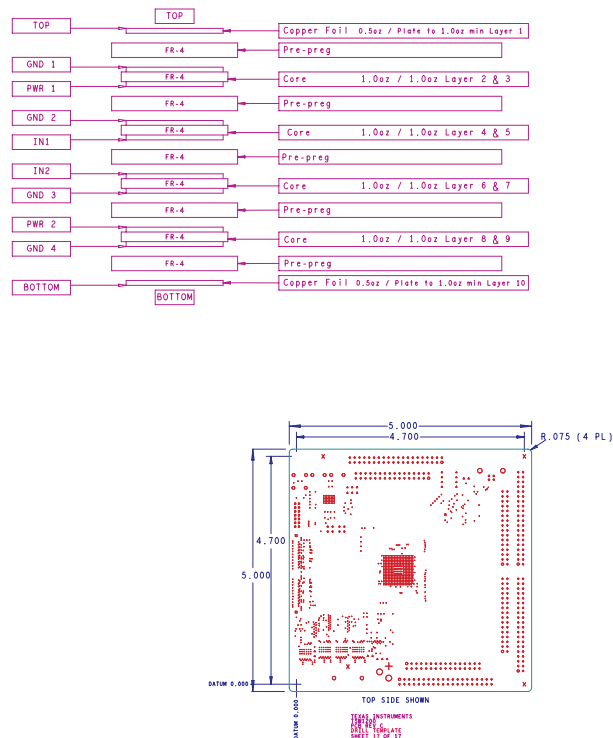 TOP
TOP
Copper Foil 0.5oz / Plate to 1.0oz min Layer 1
FR-4
Pre-preg
GND 1
FR-4
Core 1.0oz / 1.0oz Layer 2 & 3
PWR 1
FR-4
Pre-preg
GND 2
FR-4
Core 1.0oz / 1.0oz Layer 4 & 5
IN1
FR-4
Pre-preg
IN2
FR-4
Core 1.0oz / 1.0oz Layer 6 & 7
GND 3
FR-4
Pre-preg
PWR 2
FR-4
Core 1.0oz / 1.0oz Layer 8 & 9
GND 4
FR-4
Pre-preg
BOTTOM
Copper Foil 0.5oz / Plate to 1.0oz min Layer 10
BOTTOM
5.000
4.700
R.075 (4 PL)
4.700
5.000
DATUM 0.000
DATUM 0.000
TOP SIDE SHOWN
TEXAS INSTRUMENTS
PCB REV C
DRILL TEMPLATE
SHEET 17 OF 17